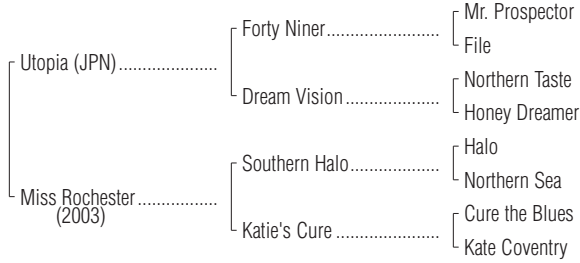 Mr. Prospector
Forty Niner
File
Utopia (JPN)
Northern Taste
Dream Vision
Honey Dreamer
Halo
Southern Halo
Northern Sea
Miss Rochester
(2003)
Cure the Blues
Katie's Cure
Kate Coventry